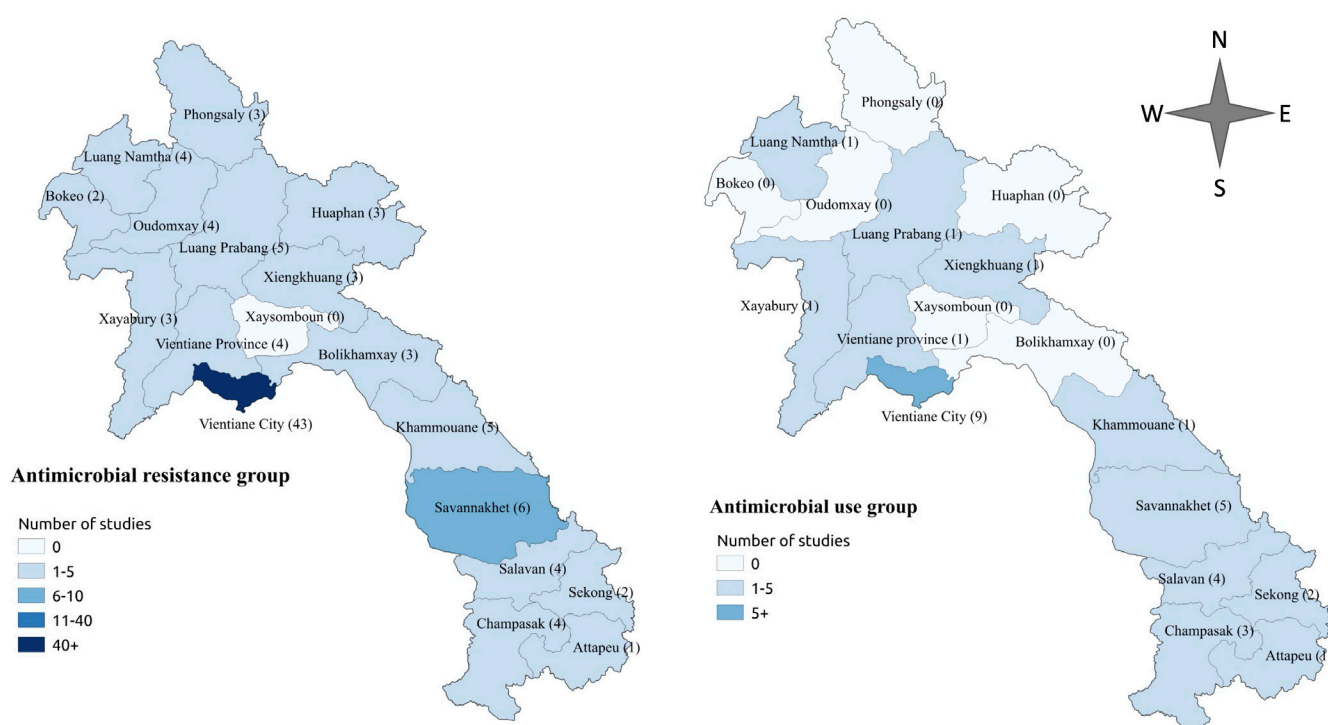 Phongsaly (3)
Luang Namtha (4)
Bokeo (2)
Oudomxay (4)
Huaphan (3)
Luang Prabang (5)
Xiengkhuang (3)
Xayabury (3)
Xaysomboun (0)
Vientiane Province (4)
Bolikhamxay (3)
Vientiane City (43)
Khammouane (5)
Savannakhet (6)
Salavan (4)
Sekong (2)
Champasak (4)
Attapeu (1)
Antimicrobial resistance group
Number of studies
0
1-5
6-10
11-40
40+
N
W E
S
Phongsaly (0)
Luang Namtha (1)
Bokeo (0)
Oudomxay (0)
Huaphan (0)
Luang Prabang (1)
Xiengkhuang (1)
Xayabury (1)
Xaysomboun (0)
Vientiane province (1)
Bolikhamxay (0)
Vientiane City (9)
Khammouane (1)
Savannakhet (5)
Salavan (4)
Sekong (2)
Champasak (3)
Attapeu (1
Antimicrobial use group
Number of studies
0
1-5
5+